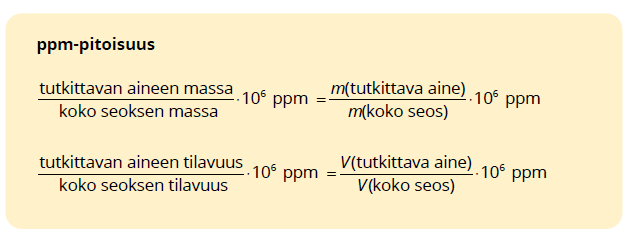 ppm-pitoisuus
tutkittavan aineen massa / koko seoksen massa · 10⁶ ppm = m(tutkittava aine) / m(koko seos) · 10⁶ ppm
tutkittavan aineen tilavuus / koko seoksen tilavuus · 10⁶ ppm = V(tutkittava aine) / V(koko seos) · 10⁶ ppm